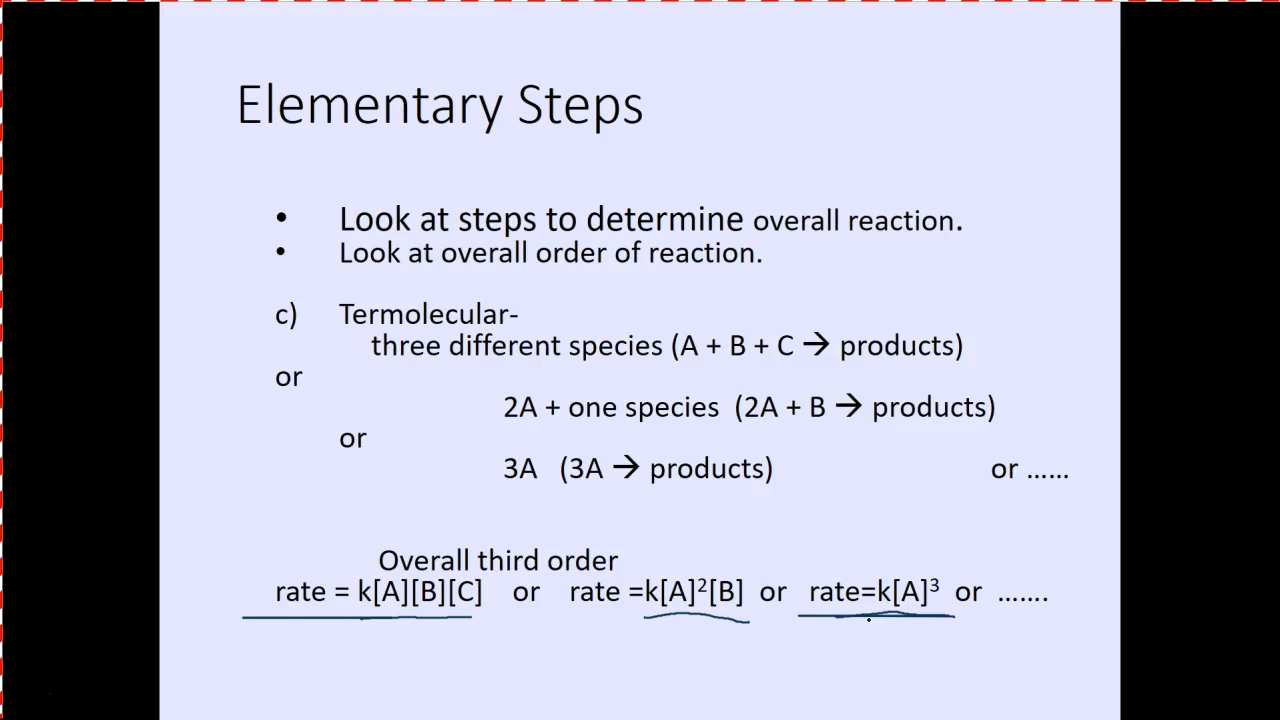 Elementary Steps
• Look at steps to determine overall reaction.
• Look at overall order of reaction.
c) Termolecular-
three different species (A + B + C → products)
or
2A + one species (2A + B → products)
or
3A (3A → products) or ......
Overall third order
rate = k[A][B][C] or rate =k[A]² [B] or rate=k[A]³ or .......